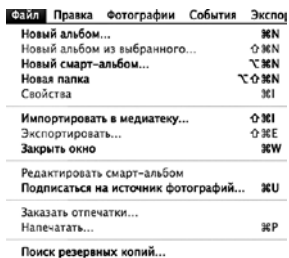 Файл Правка Фотографии События Экспор
Новый альбом... ⌘N
Новый альбом из выбранного... ⇧⌘N
Новый смарт-альбом... ⌥⌘N
Новая папка ⌥⇧⌘N
Свойства ⌘I
Импортировать в медиатеку... ⇧⌘I
Экспортировать... ⇧⌘E
Закрыть окно ⌘W
Редактировать смарт-альбом
Подписаться на источник фотографий... ⌘U
Заказать отпечатки...
Напечатать... ⌘P
Поиск резервных копий...